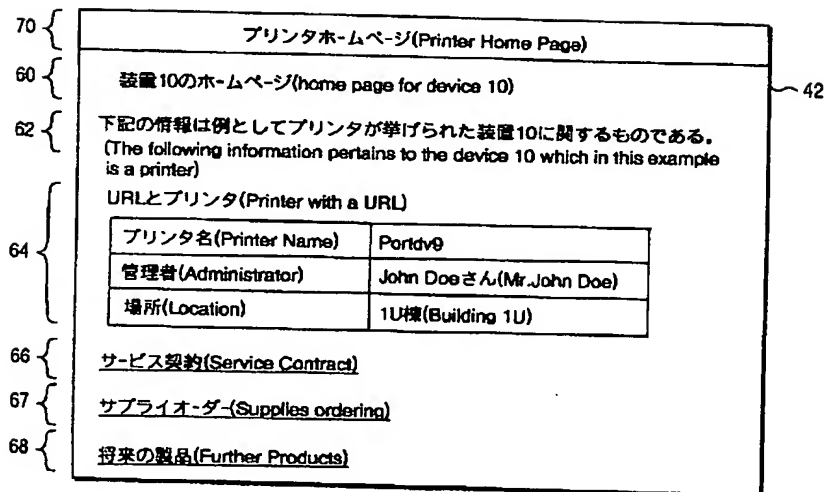 70 プリンタホームページ(Printer Home Page)
60 装置10のホームページ(home page for device 10)
42
62 下記の情報は例としてプリンタが挙げられた装置10に関するものである。
(The following information pertains to the device 10 which in this example
is a printer)
URLとプリンタ(Printer with a URL)
64
プリンタ名(Printer Name) Portdv9
管理者(Administrator) John Doeさん(Mr.John Doe)
場所(Location) 1U棟(Building 1U)
66 サービス契約(Service Contract)
67 サプライオーダー(Supplies ordering)
68 将来の製品(Further Products)